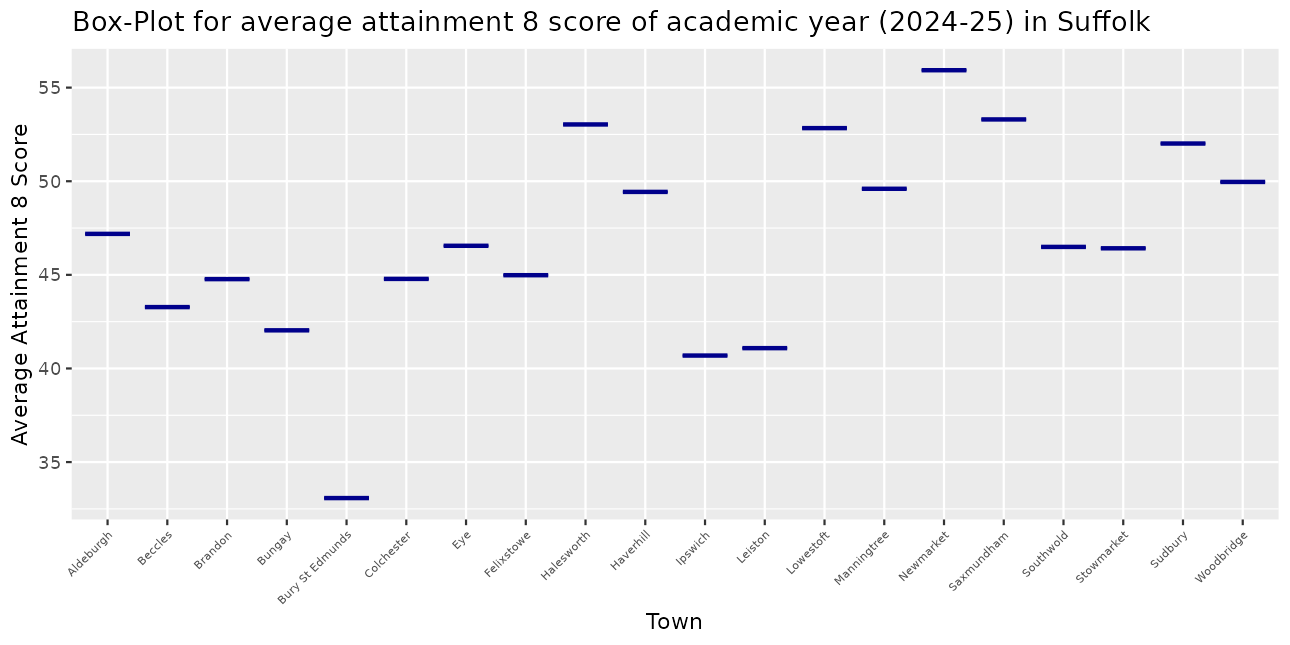 Box-Plot for average attainment 8 score of academic year (2024-25) in Suffolk
Average Attainment 8 Score
55
50
45
40
35
Aldeburgh
Beccles
Brandon
Bungay
Bury St Edmunds
Colchester
Eye
Felixstowe
Halesworth
Haverhill
Ipswich
Leiston
Lowestoft
Manningtree
Newmarket
Saxmundham
Southwold
Stowmarket
Sudbury
Woodbridge
Town